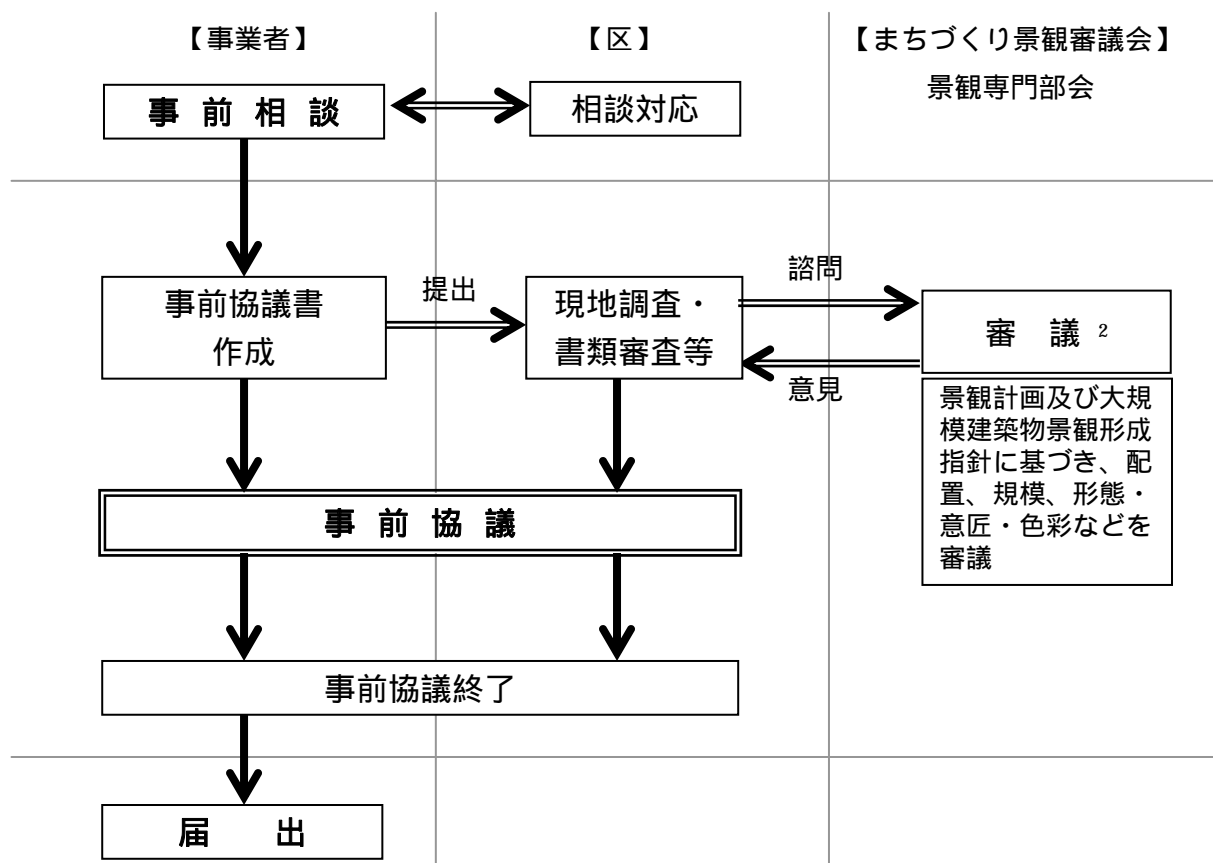 【事業者】
【区】
【まちづくり景観審議会】
景観専門部会
事前相談
相談対応
事前協議書
作成
提出
現地調査・
書類審査等
諮問
意見
審 議 2
景観計画及び大規
模建築物景観形成
指針に基づき、配
置、規模、形態・
意匠・色彩などを
審議
事前協議
事前協議終了
届 出